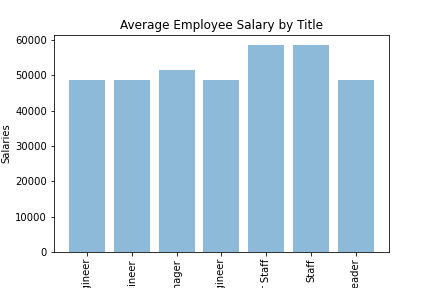 Average Employee Salary by Title
Salaries
60000
50000
40000
30000
20000
10000
0
gineer
ineer
nager
gineer
r Staff
Staff
eader